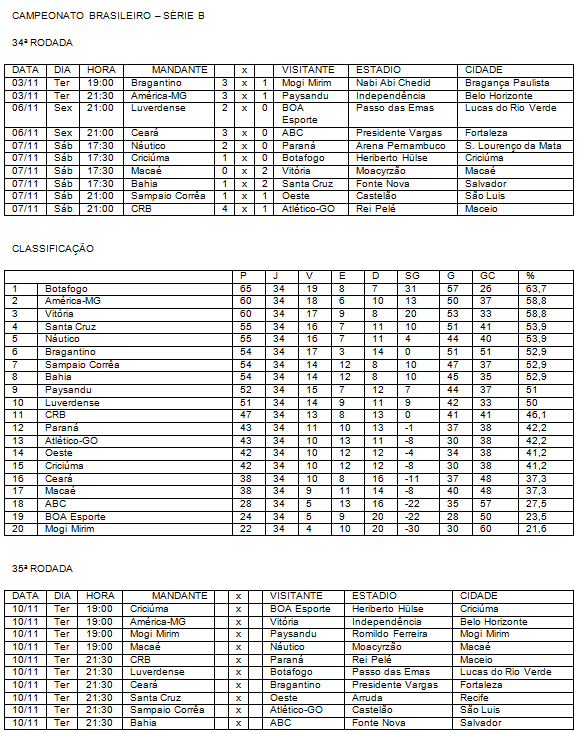 CAMPEONATO BRASILEIRO – SÉRIE B
34ª RODADA
DATA DIA HORA MANDANTE x VISITANTE ESTADIO CIDADE
03/11 Ter 19:00 Bragantino 3 x 1 Mogi Mirim Nabi Abi Chedid Bragança Paulista
03/11 Ter 21:30 América-MG 3 x 1 Paysandu Independência Belo Horizonte
06/11 Sex 21:00 Luverdense 2 x 0 BOA Passo das Emas Lucas do Rio Verde
Esporte
06/11 Sex 21:00 Ceará 3 x 0 ABC Presidente Vargas Fortaleza
07/11 Sáb 17:30 Náutico 2 x 0 Paraná Arena Pernambuco S. Lourenço da Mata
07/11 Sáb 17:30 Criciúma 1 x 0 Botafogo Heriberto Hülse Criciúma
07/11 Sáb 17:30 Macaé 0 x 2 Vitória Moacyrzão Macaé
07/11 Sáb 17:30 Bahia 1 x 2 Santa Cruz Fonte Nova Salvador
07/11 Sáb 21:00 Sampaio Corrêa 1 x 1 Oeste Castelão São Luis
07/11 Sáb 21:00 CRB 4 x 1 Atlético-GO Rei Pelé Maceio
CLASSIFICAÇÃO
P J V E D SG G GC %
1 Botafogo 65 34 19 8 7 31 57 26 63,7
2 América-MG 60 34 18 6 10 13 50 37 58,8
3 Vitória 60 34 17 9 8 20 53 33 58,8
4 Santa Cruz 55 34 16 7 11 10 51 41 53,9
5 Náutico 55 34 16 7 11 4 44 40 53,9
6 Bragantino 54 34 17 3 14 0 51 51 52,9
7 Sampaio Corrêa 54 34 14 12 8 10 47 37 52,9
8 Bahia 54 34 14 12 8 10 45 35 52,9
9 Paysandu 52 34 15 7 12 7 44 37 51
10 Luverdense 51 34 14 9 11 9 42 33 50
11 CRB 47 34 13 8 13 0 41 41 46,1
12 Paraná 43 34 11 10 13 -1 37 38 42,2
13 Atlético-GO 43 34 10 13 11 -8 30 38 42,2
14 Oeste 42 34 10 12 12 -4 34 38 41,2
15 Criciúma 42 34 10 12 12 -8 30 38 41,2
16 Ceará 38 34 10 8 16 -11 37 48 37,3
17 Macaé 38 34 9 11 14 -8 40 48 37,3
18 ABC 28 34 5 13 16 -22 35 57 27,5
19 BOA Esporte 24 34 5 9 20 -22 28 50 23,5
20 Mogi Mirim 22 34 4 10 20 -30 30 60 21,6
35ª RODADA
DATA DIA HORA MANDANTE x VISITANTE ESTADIO CIDADE
10/11 Ter 19:00 Criciúma x BOA Esporte Heriberto Hülse Criciúma
10/11 Ter 19:00 América-MG x Vitória Independência Belo Horizonte
10/11 Ter 19:00 Mogi Mirim x Paysandu Romildo Ferreira Mogi Mirim
10/11 Ter 19:00 Macaé x Náutico Moacyrzão Macaé
10/11 Ter 21:30 CRB x Paraná Rei Pelé Maceio
10/11 Ter 21:30 Luverdense x Botafogo Passo das Emas Lucas do Rio Verde
10/11 Ter 21:30 Ceará x Bragantino Presidente Vargas Fortaleza
10/11 Ter 21:30 Santa Cruz x Oeste Arruda Recife
10/11 Ter 21:30 Sampaio Corrêa x Atlético-GO Castelão São Luis
10/11 Ter 21:30 Bahia x ABC Fonte Nova Salvador